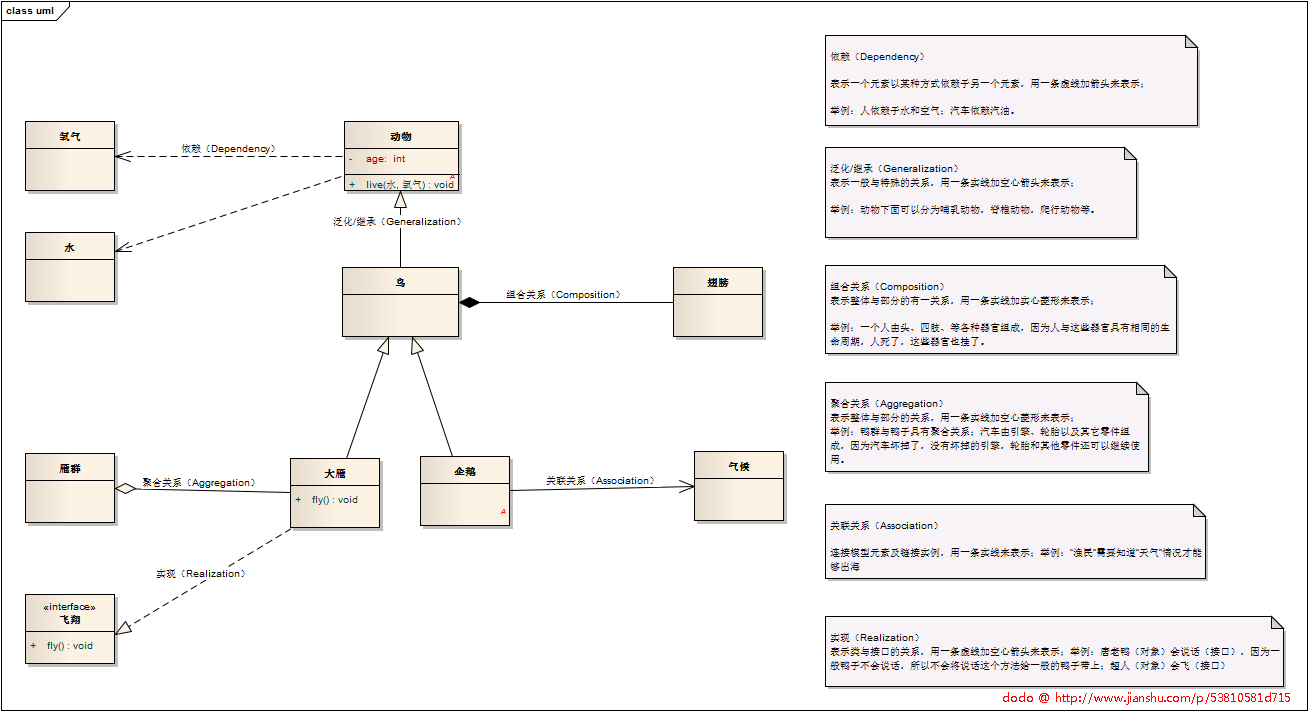 class uml
氧气
依赖（Dependency）
动物
- age: int
+ live(水, 氧气) : void
水
泛化/继承（Generalization）
鸟
组合关系（Composition）
翅膀
雁群
聚合关系（Aggregation）
大雁
+ fly() : void
企鹅
A
关联关系（Association）
气候
实现（Realization）
«interface»
飞翔
+ fly() : void
依赖（Dependency）
表示一个元素以某种方式依赖于另一个元素，用一条虚线加箭头来表示；
举例：人依赖于水和空气；汽车依赖汽油。
泛化/继承（Generalization）
表示一般与特殊的关系，用一条实线加空心箭头来表示；
举例：动物下面可以分为哺乳动物，脊椎动物，爬行动物等。
组合关系（Composition）
表示整体与部分的有一关系，用一条实线加实心菱形来表示；
举例：一个人由头、四肢、等各种器官组成，因为人与这些器官具有相同的生
命周期，人死了，这些器官也挂了。
聚合关系（Aggregation）
表示整体与部分的关系，用一条实线加空心菱形来表示；
举例：鸭群与鸭子具有聚合关系；汽车由引擎、轮胎以及其它零件组
成，因为汽车坏掉了，没有坏掉的引擎，轮胎和其他零件还可以继续使
用。
关联关系（Association）
连接模型元素及链接实例，用一条实线来表示；举例：“渔民”需要知道“天气”情况才能
够出海
实现（Realization）
表示类与接口的关系，用一条虚线加空心箭头来表示；举例：唐老鸭（对象）会说话（接口），因为一
般鸭子不会说话，所以不会将说话这个方法给一般的鸭子带上；超人（对象）会飞（接口）
dodo @ http://www.jianshu.com/p/53810581d715